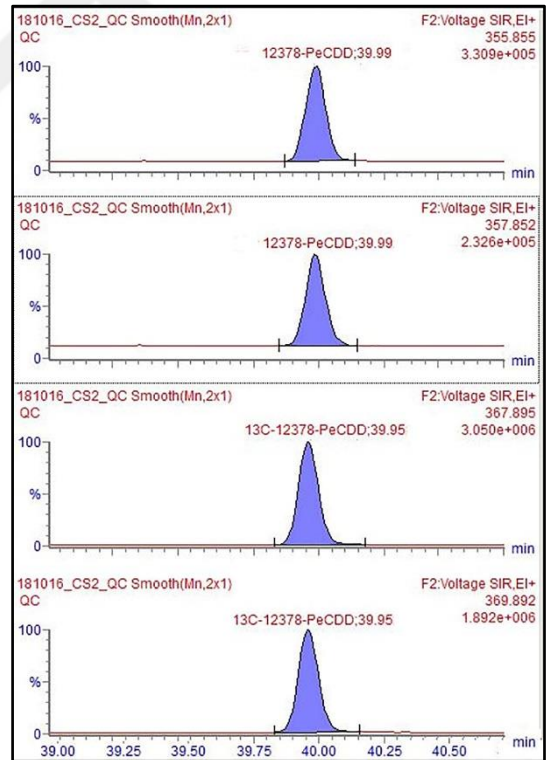 181016_CS2_QC Smooth(Mn,2x1) F2:Voltage SIR,EI+
QC 355.855
12378-PeCDD;39.99 3.309e+005
100
%
0
min
181016_CS2_QC Smooth(Mn,2x1) F2:Voltage SIR,EI+
QC 357.852
12378-PeCDD;39.99 2.326e+005
100
%
0
min
181016_CS2_QC Smooth(Mn,2x1) F2:Voltage SIR,EI+
QC 367.895
13C-12378-PeCDD;39.95 3.050e+006
100
%
0
min
181016_CS2_QC Smooth(Mn,2x1) F2:Voltage SIR,EI+
QC 369.892
13C-12378-PeCDD;39.95 1.892e+006
100
%
0
min
39.00 39.25 39.50 39.75 40.00 40.25 40.50